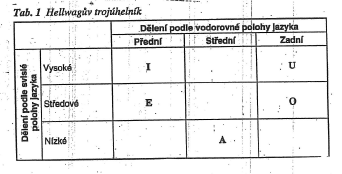 Tab. 1 Hellwagův trojúhelník
Dělení podle vodorovné polohy jazyka
Přední Střední Zadní
Dělení podle svislé
polohy jazyka
Vysoké I U
Středové E O
Nízké A